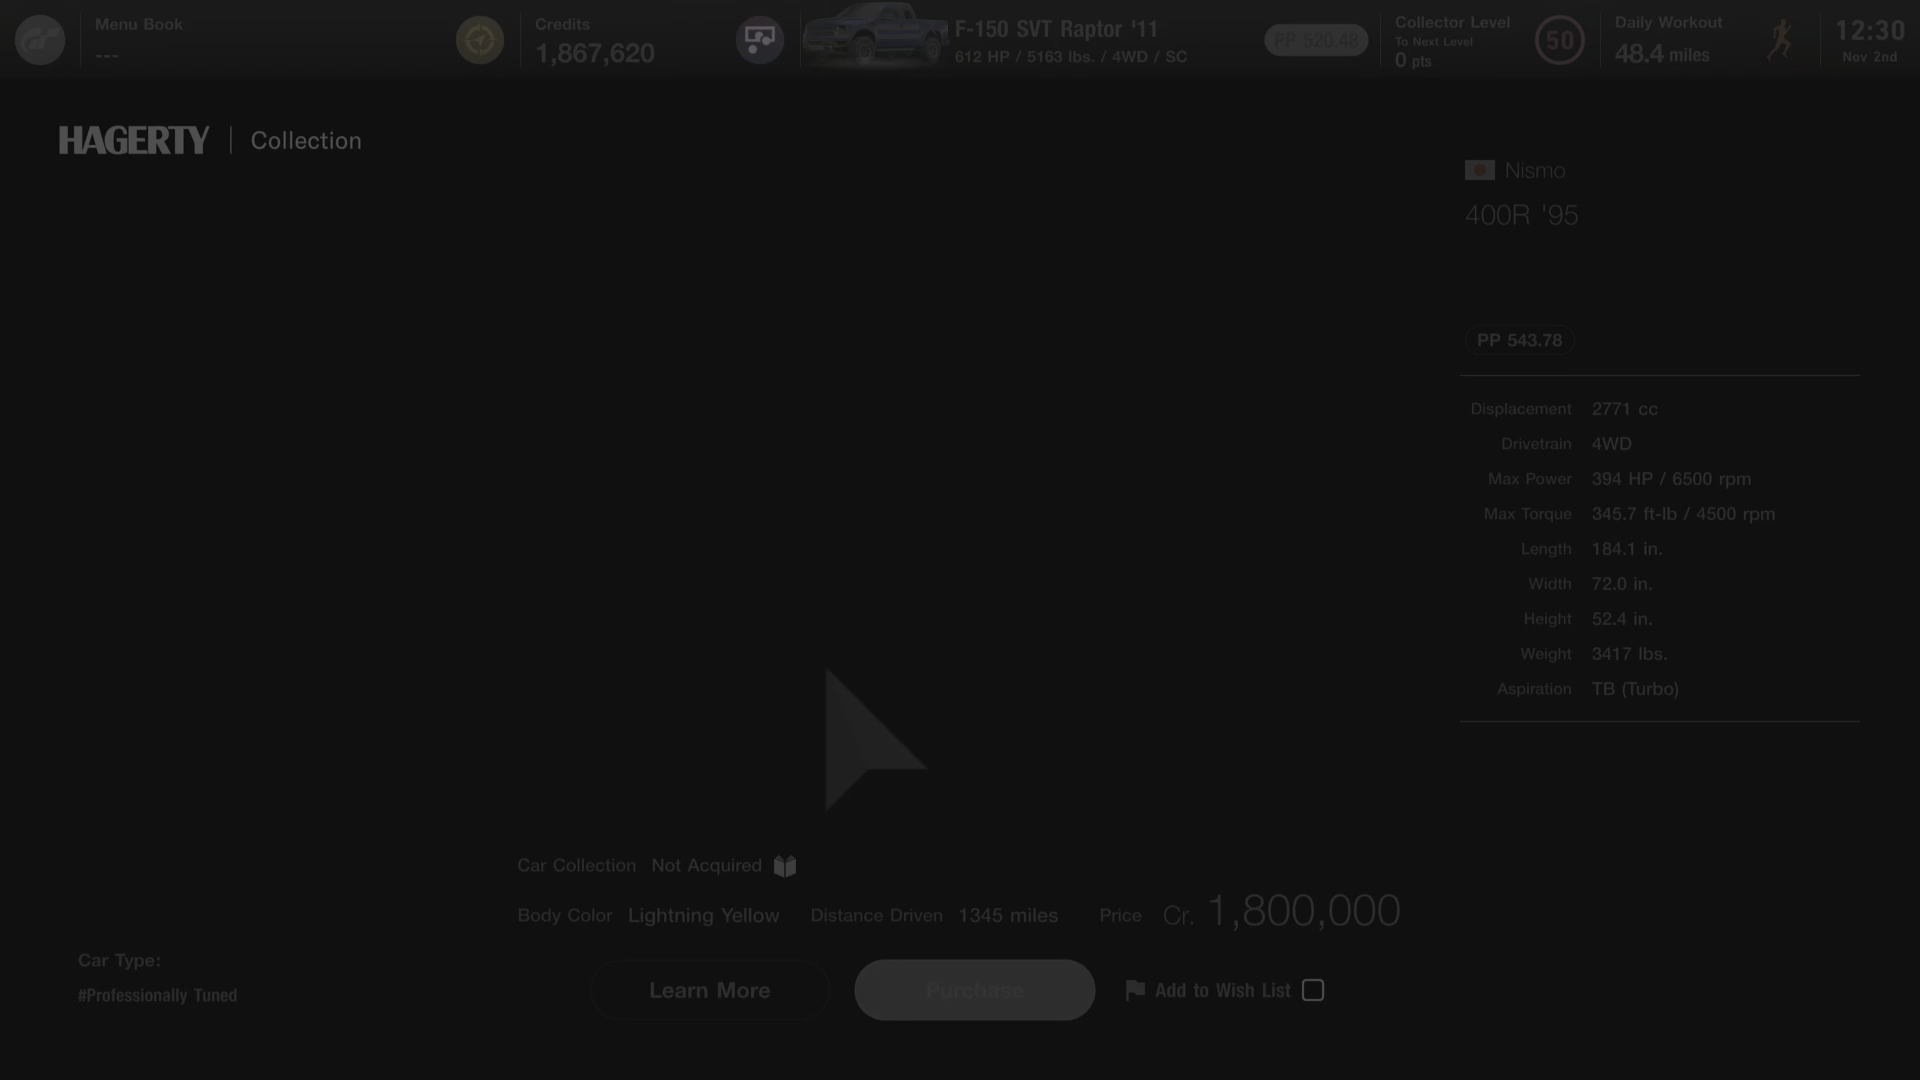 Menu Book
---
Credits
1,867,620
F-150 SVT Raptor '11
612 HP / 5163 lbs. / 4WD / SC
PP 520.48
Collector Level
To Next Level
0 pts
50
Daily Workout
48.4 miles
12:30
Nov 2nd
HAGERTY | Collection
Nismo
400R '95
PP 543.78
Displacement 2771 cc
Drivetrain 4WD
Max Power 394 HP / 6500 rpm
Max Torque 345.7 ft-lb / 4500 rpm
Length 184.1 in.
Width 72.0 in.
Height 52.4 in.
Weight 3417 lbs.
Aspiration TB (Turbo)
Car Collection Not Acquired
Body Color Lightning Yellow Distance Driven 1345 miles Price Cr. 1,800,000
Car Type:
#Professionally Tuned
Learn More
Purchase
Add to Wish List